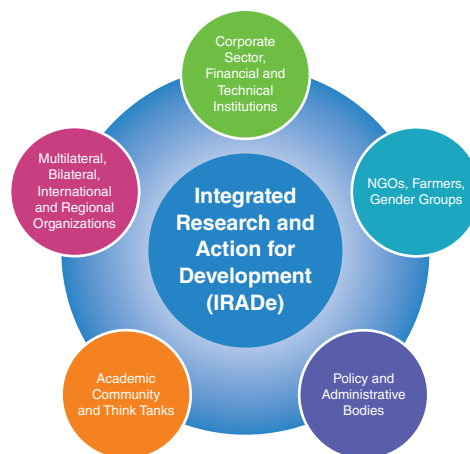 Corporate
Sector,
Financial and
Technical
Institutions
Multilateral,
Bilateral,
International
and Regional
Organizations
Integrated
Research and
Action for
Development
(IRADe)
NGOs, Farmers,
Gender Groups
Academic
Community
and Think Tanks
Policy and
Administrative
Bodies